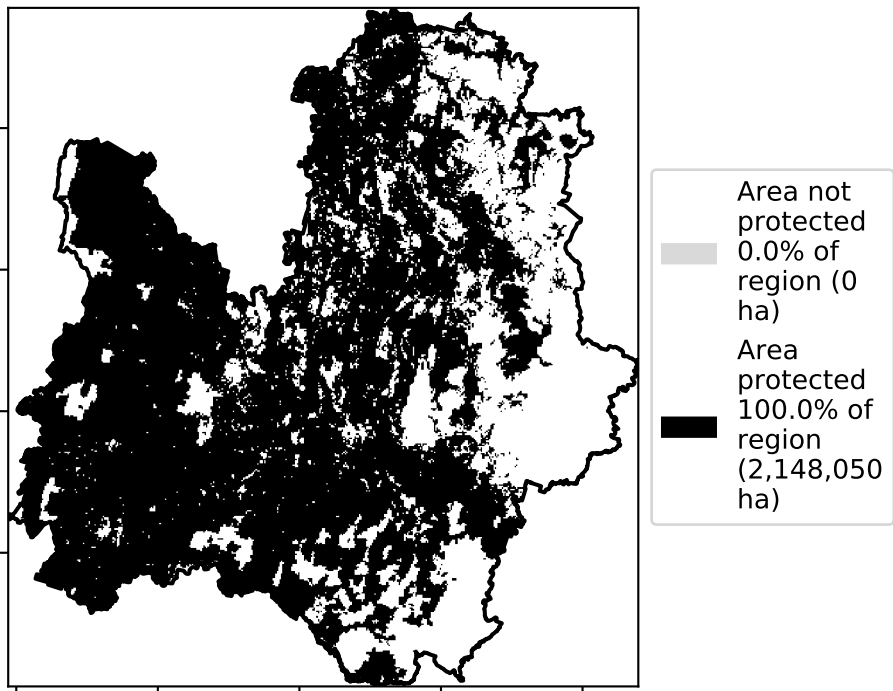 Area not
protected
0.0% of
region (0
ha)
Area
protected
100.0% of
region
(2,148,050
ha)